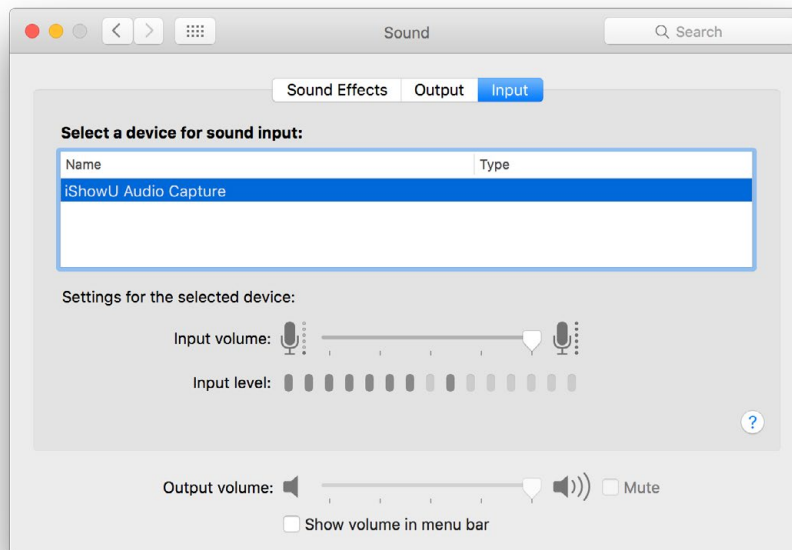 Sound
Search
Sound Effects Output Input
Select a device for sound input:
Name Type
iShowU Audio Capture
Settings for the selected device:
Input volume:
Input level:
?
Output volume: Mute
Show volume in menu bar